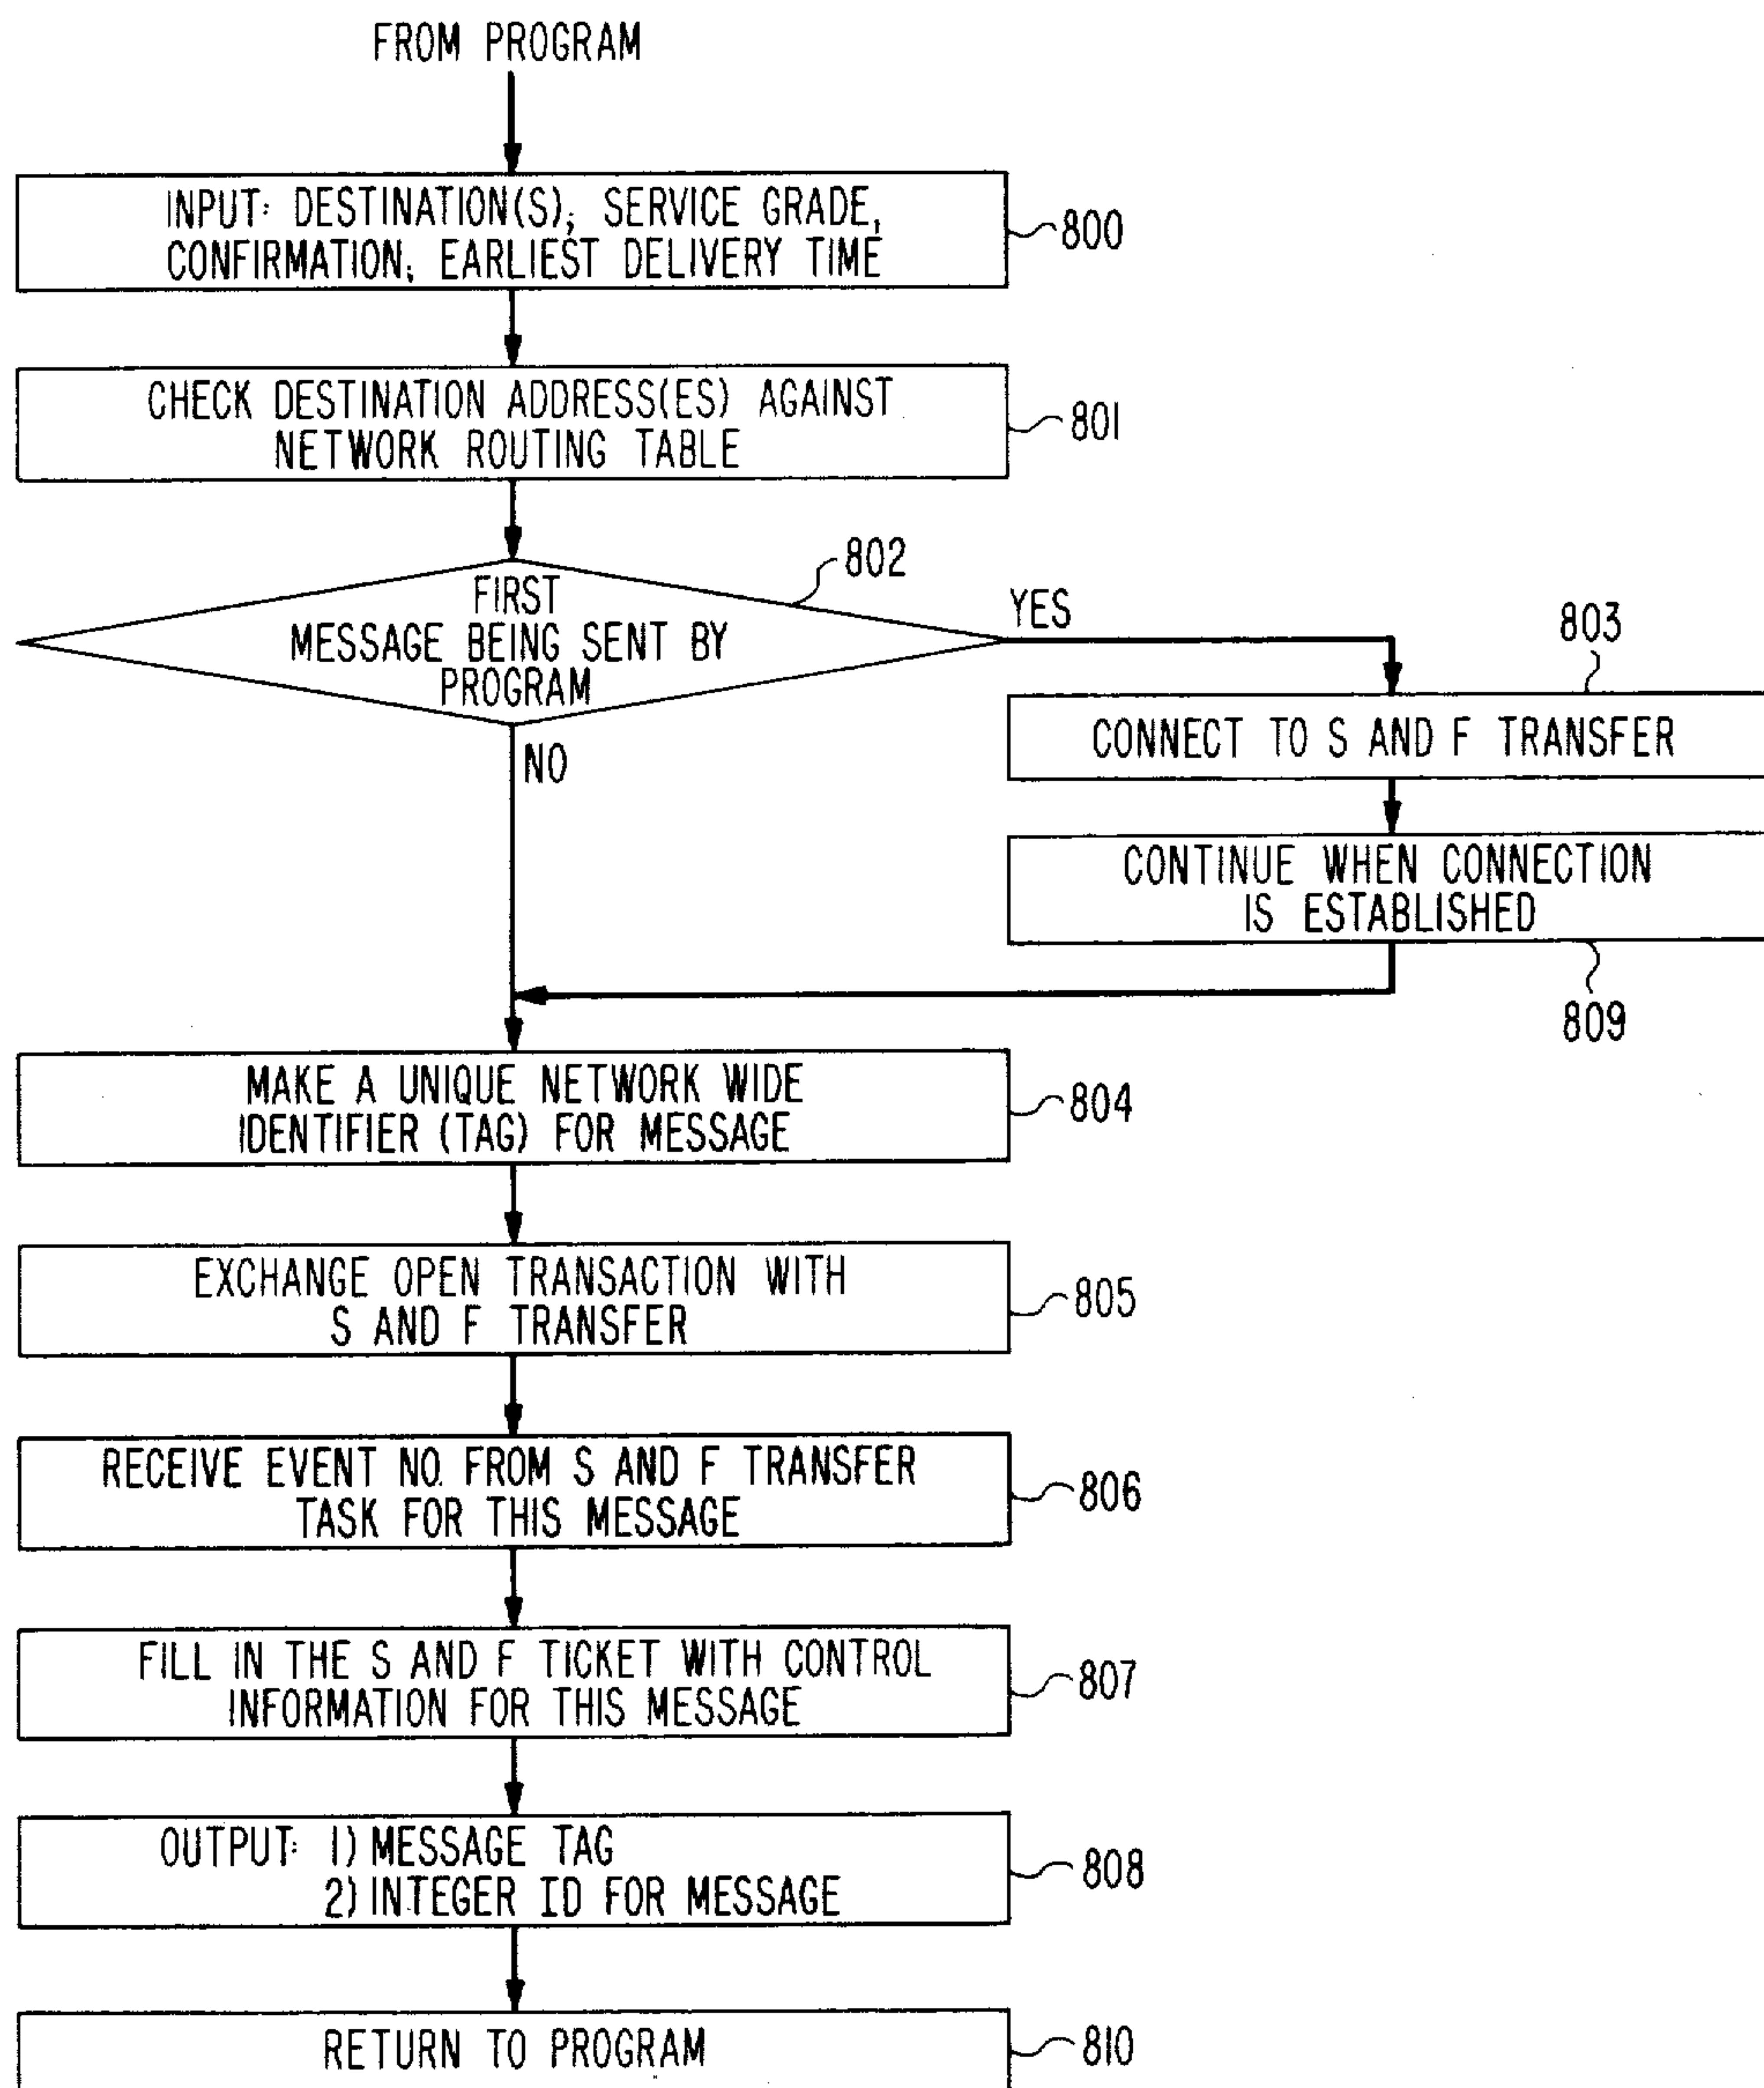 FROM PROGRAM
INPUT: DESTINATION(S), SERVICE GRADE,
CONFIRMATION, EARLIEST DELIVERY TIME
800
CHECK DESTINATION ADDRESS(ES) AGAINST
NETWORK ROUTING TABLE
801
802
FIRST
MESSAGE BEING SENT BY
PROGRAM
YES
NO
803
CONNECT TO S AND F TRANSFER
CONTINUE WHEN CONNECTION
IS ESTABLISHED
809
MAKE A UNIQUE NETWORK WIDE
IDENTIFIER (TAG) FOR MESSAGE
804
EXCHANGE OPEN TRANSACTION WITH
S AND F TRANSFER
805
RECEIVE EVENT NO. FROM S AND F TRANSFER
TASK FOR THIS MESSAGE
806
FILL IN THE S AND F TICKET WITH CONTROL
INFORMATION FOR THIS MESSAGE
807
OUTPUT: 1) MESSAGE TAG
2) INTEGER ID FOR MESSAGE
808
RETURN TO PROGRAM
810